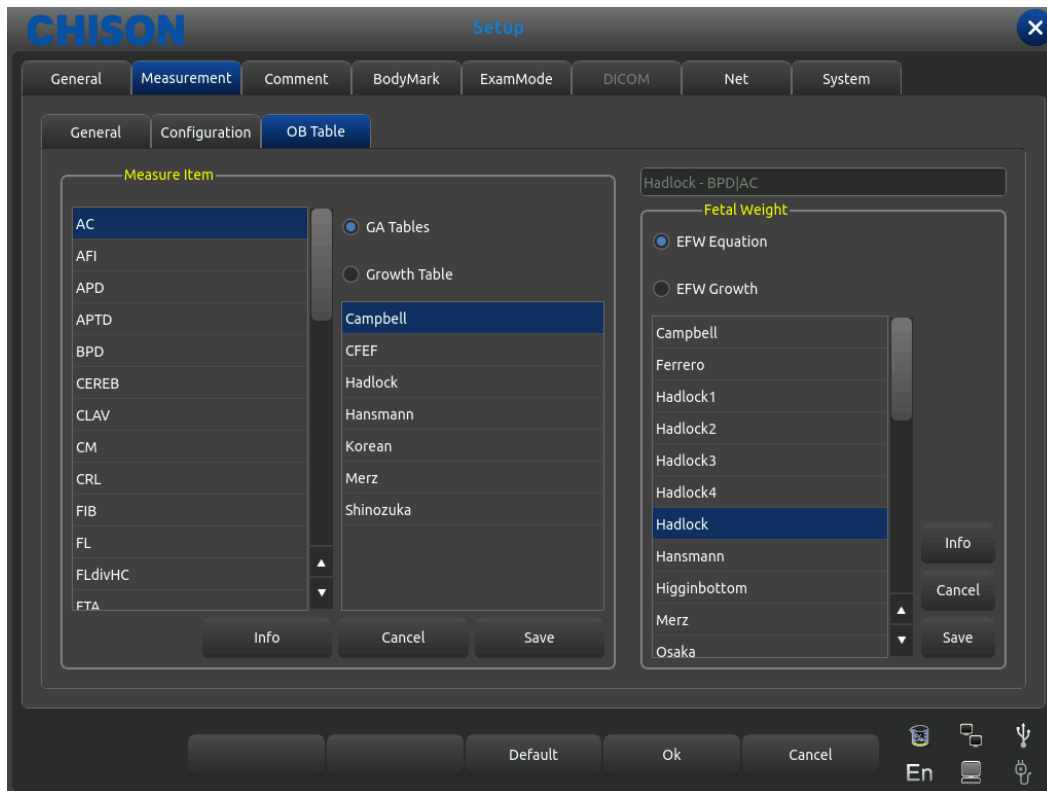 CHISON
Setup
General
Measurement
Comment
BodyMark
ExamMode
DICOM
Net
System
General
Configuration
OB Table
Measure Item
AC
AFI
APD
APTD
BPD
CEREB
CLAV
CM
CRL
FIB
FL
FLdivHC
FTA
GA Tables
Growth Table
Campbell
CFEF
Hadlock
Hansmann
Korean
Merz
Shinozuka
Info
Cancel
Save
Hadlock - BPD|AC
Fetal Weight
EFW Equation
EFW Growth
Campbell
Ferrero
Hadlock1
Hadlock2
Hadlock3
Hadlock4
Hadlock
Hansmann
Higginbottom
Merz
Osaka
Info
Cancel
Save
Default
Ok
Cancel
En